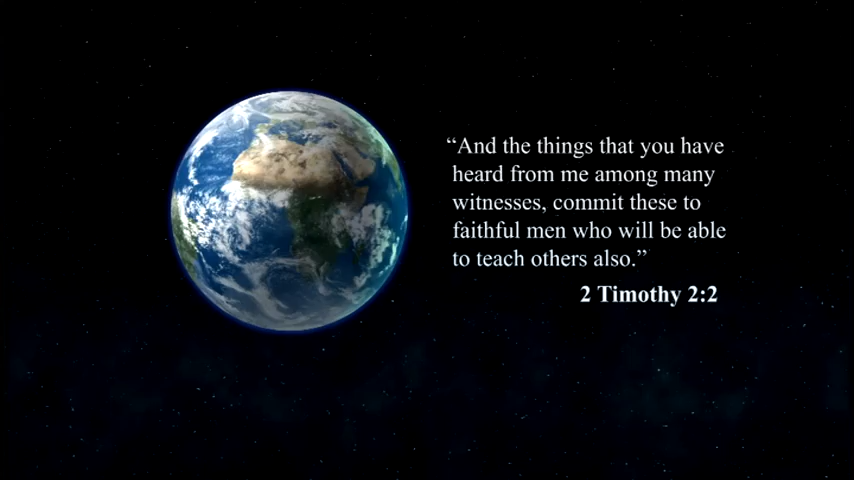 “And the things that you have
heard from me among many
witnesses, commit these to
faithful men who will be able
to teach others also.”
2 Timothy 2:2